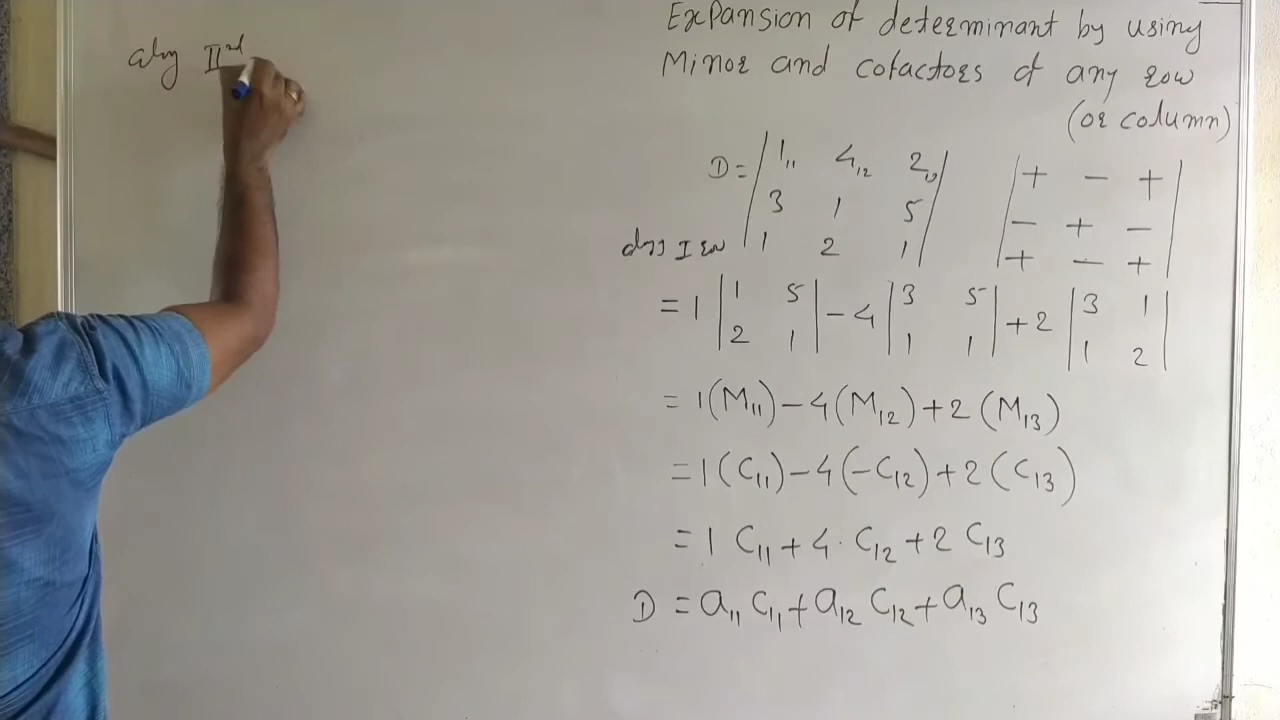 along IInd
Expansion of determinant by using
Minor and cofactors of any row
(or column)
D = | 1₁₁ 4₁₂ 2₁₃ | | + − + |
| 3 1 5 | | − + − |
along I row | 1 2 1 | | + − + |
= 1 | 1 5 | − 4 | 3 5 | + 2 | 3 1 |
| 2 1 | | 1 1 | | 1 2 |
= 1(M₁₁) − 4(M₁₂) + 2(M₁₃)
= 1(C₁₁) − 4(−C₁₂) + 2(C₁₃)
= 1 C₁₁ + 4·C₁₂ + 2 C₁₃
D = a₁₁ C₁₁ + a₁₂ C₁₂ + a₁₃ C₁₃